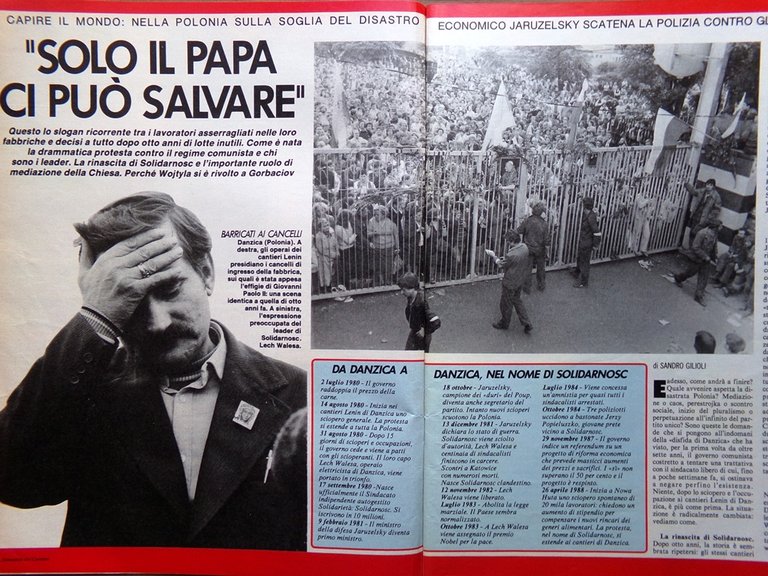 CAPIRE IL MONDO: NELLA POLONIA SULLA SOGLIA DEL DISASTRO ECONOMICO JARUZELSKY SCATENA LA POLIZIA CONTRO
"SOLO IL PAPA
CI PUÒ SALVARE"
Questo lo slogan ricorrente tra i lavoratori asserragliati nelle loro
fabbriche e decisi a tutto dopo otto anni di lotte inutili. Come è nata
la drammatica protesta contro il regime comunista e chi
sono i leader. La rinascita di Solidarnosc e l'importante ruolo di
mediazione della Chiesa. Perché Wojtyla si è rivolto a Gorbaciov
BARRICATI AI CANCELLI
Danzica (Polonia). A
destra, gli operai dei
cantieri Lenin
presidiano i cancelli di
ingresso della fabbrica,
sui quali è stata appesa
l'effigie di Giovanni
Paolo II: una scena
identica a quella di otto
anni fa. A sinistra,
l'espressione
preoccupata del
leader di
Solidarnosc,
Lech Walesa.
DA DANZICA A DANZICA, NEL NOME DI SOLIDARNOSC
2 luglio 1980 - Il governo
raddoppia il prezzo della
carne.
14 agosto 1980 - Inizia nei
cantieri Lenin di Danzica uno
sciopero generale. La protesta
si estende a tutta la Polonia.
31 agosto 1980 - Dopo 15
giorni di scioperi e occupazioni,
il governo cede e viene a patti
con gli scioperanti. Il loro capo
Lech Walesa, operaio
elettricista di Danzica, viene
portato in trionfo.
17 settembre 1980 -Nasce
ufficialmente il Sindacato
indipendente autogestito
Solidarietà: Solidarnosc. Si
iscrivono in 10 milioni.
9 febbraio 1981 - Il ministro
della difesa Jaruzelsky diventa
primo ministro.
18 ottobre - Jaruzelsky,
campione dei «duri» del Poup,
diventa anche segretario del
partito. Intanto nuovi scioperi
scuotono la Polonia.
13 dicembre 1981 - Jaruzelsky
dichiara lo stato di guerra.
Solidarnosc viene sciolto
d'autorità, Lech Walesa e
centinaia di sindacalisti
finiscono in carcere.
Scontri a Katowice
con numerosi morti.
Nasce Solidarnosc clandestino.
12 novembre 1982 - Lech
Walesa viene liberato.
Luglio 1983 - Abolita la legge
marziale. Il Paese sembra
normalizzato.
Ottobre 1983 - A Lech Walesa
viene assegnato il premio
Nobel per la pace.
Luglio 1984 - Viene concessa
un'amnistia per quasi tutti i
sindacalisti arrestati.
Ottobre 1984 - Tre poliziotti
uccidono a bastonate Jerzy
Popieluszko, giovane prete
vicino a Solidarnosc.
29 novembre 1987 - Il governo
indice un referendum su un
progetto di riforma economica
che prevede massicci aumenti
dei prezzi e sacrifici. I «sì» non
superano il 50 per cento e il
progetto è respinto.
26 aprile 1988 - Inizia a Nowa
Huta uno sciopero spontaneo di
20 mila lavoratori: chiedono un
aumento di stipendio per
compensare i nuovi rincari dei
generi alimentari. La protesta,
nel nome di Solidarnosc, si
estende ai cantieri di Danzica.
di SANDRO GILIOLI
E adesso, come andrà a finire?
Quale avvenire aspetta la di-
sastrata Polonia? Mediazio-
ne o caos, perestrojka o scontro
sociale, inizio del pluralismo o
perpetuazione all'infinito del par-
tito unico? Sono queste le doman-
de che si pongono all'indomani
della «disfida di Danzica» che ha
visto, per la prima volta da oltre
otto anni, il governo comunista
costretto a tentare una trattativa
con il sindacato libero di cui, fino
a poche settimane fa, si ostinava
a negare perfino l'esistenza.
Niente, dopo lo sciopero e l'occu-
pazione ai cantieri Lenin di Dan-
zica, è più come prima. La situa-
zione è radicalmente cambiata:
vediamo come.
La rinascita di Solidarnosc.
Dopo otto anni, la storia è sem-
brata ripetersi: gli stessi cantieri